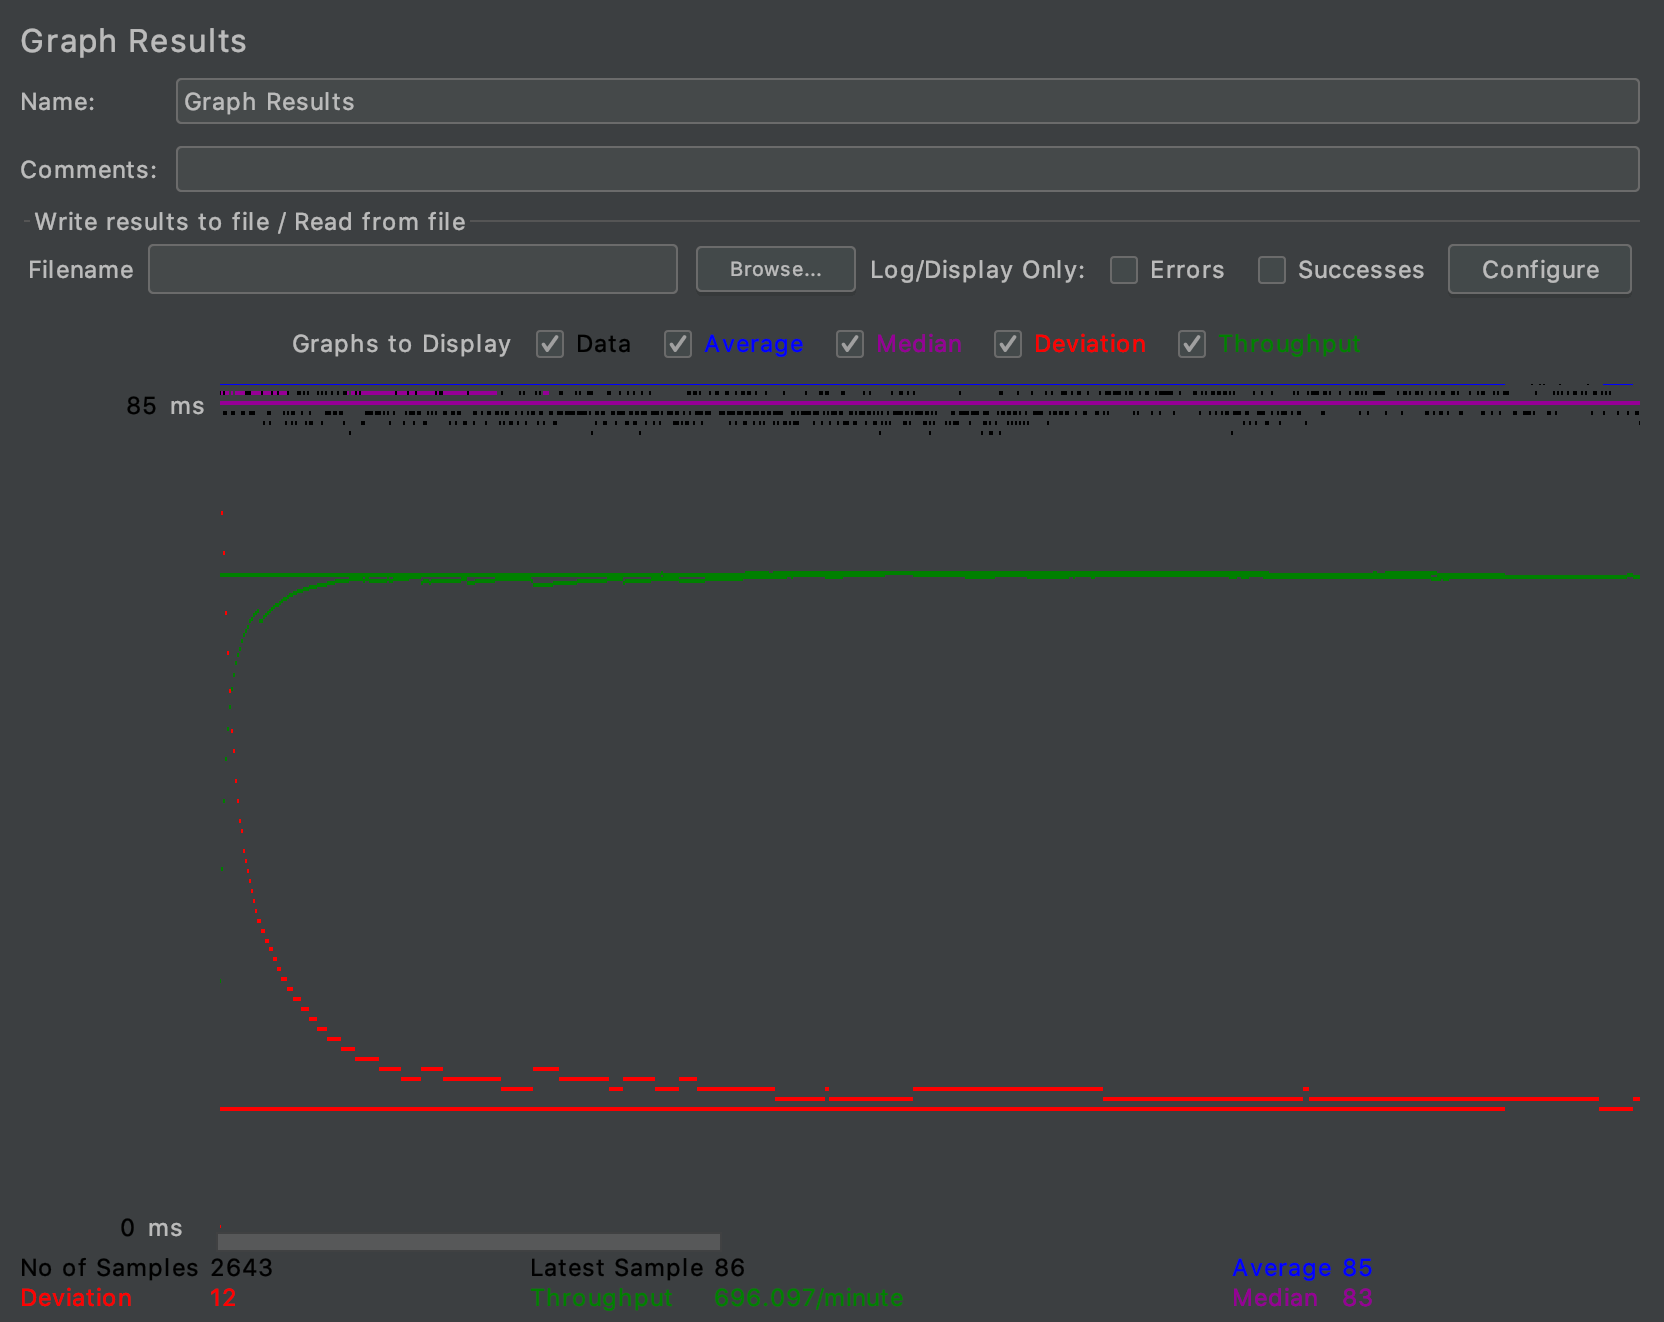 Graph Results
Name: Graph Results
Comments:
Write results to file / Read from file
Filename Browse... Log/Display Only: Errors Successes Configure
Graphs to Display Data Average Median Deviation Throughput
85 ms
0 ms
No of Samples 2643 Latest Sample 86 Average 85
Deviation 12 Throughput 696.097/minute Median 83